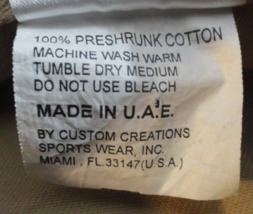 100% PRESHRUNK COTTON
MACHINE WASH WARM
TUMBLE DRY MEDIUM
DO NOT USE BLEACH
MADE IN U.A.E.
BY CUSTOM CREATIONS
SPORTS WEAR, INC.
MIAMI, FL.33147(U.S.A.)